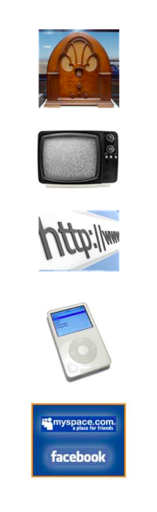 http://www
myspace.com.
a place for friends
facebook